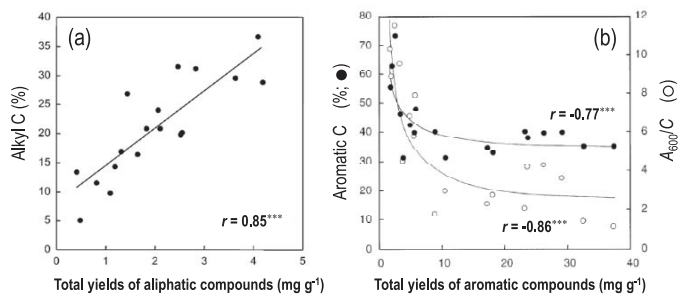 (a)
40
35
30
25
20
15
10
5
0
Alkyl C (%)
r = 0.85***
0 1 2 3 4 5
Total yields of aliphatic compounds (mg g-1)
(b)
80
70
60
50
40
30
20
10
Aromatic C (%; ●)
12
10
8
6
4
2
0
A600/C (○)
r = -0.77***
r = -0.86***
0 10 20 30 40
Total yields of aromatic compounds (mg g-1)